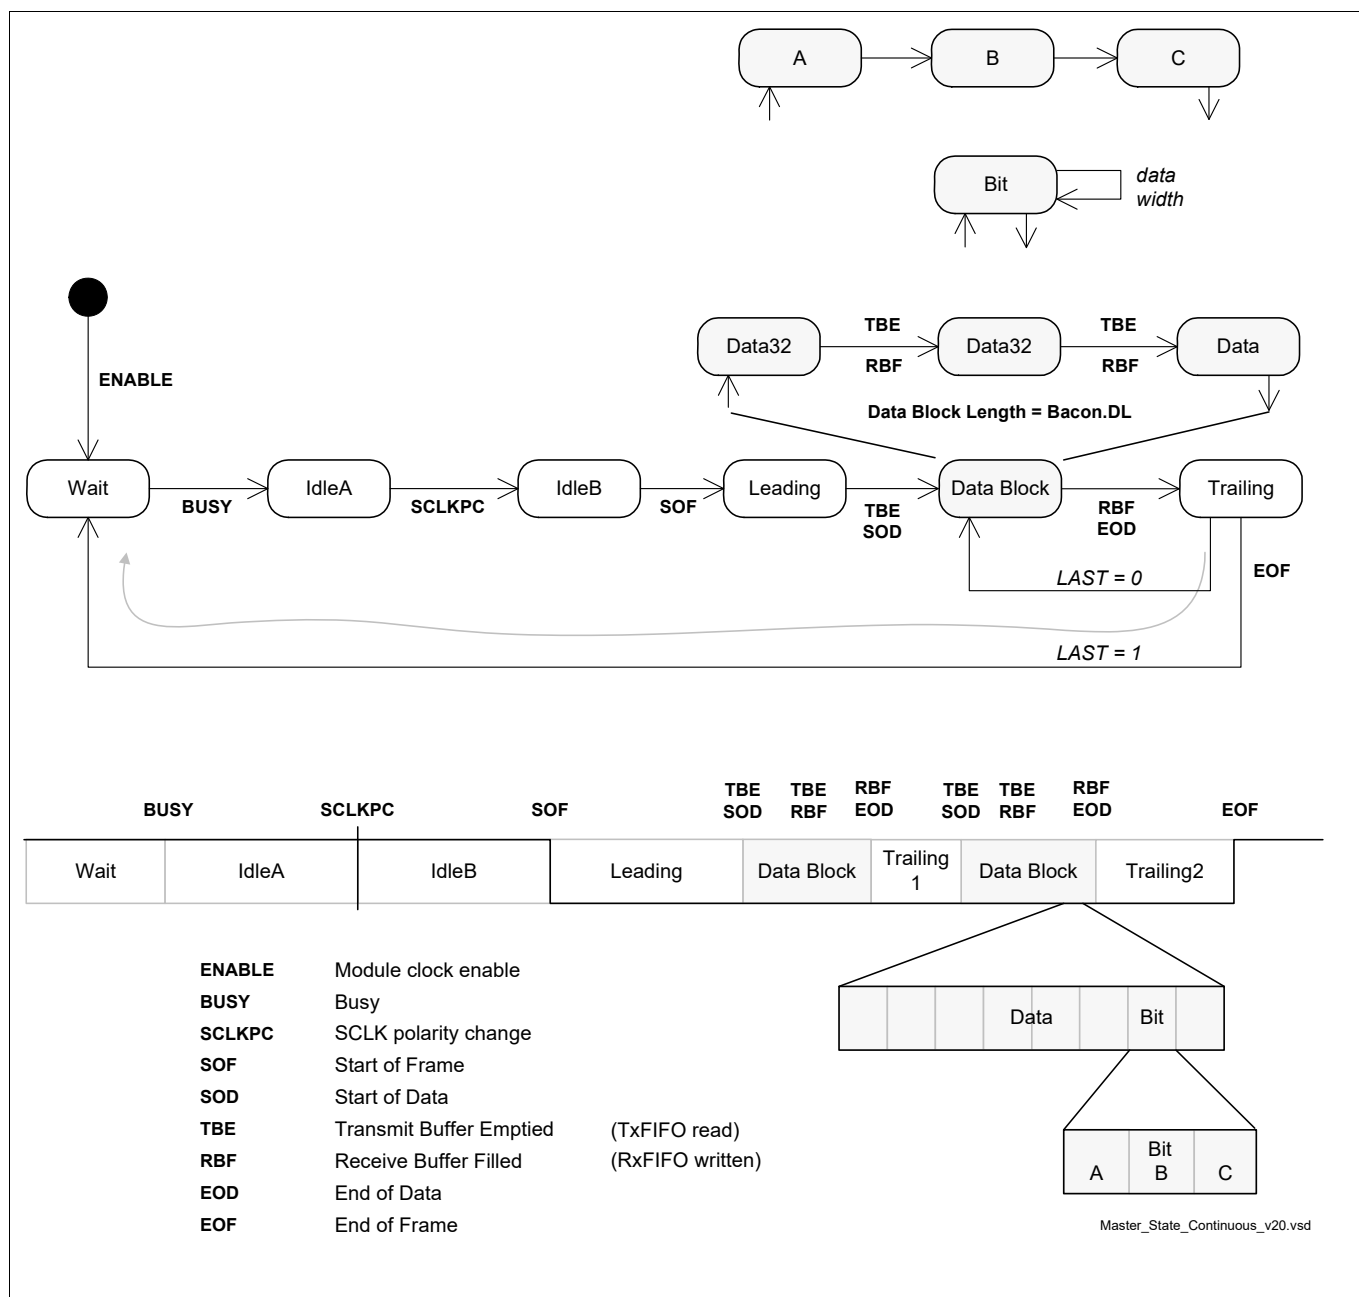 A B C
Bit
data
width
TBE TBE
Data32 Data32 Data
RBF RBF
ENABLE
Data Block Length = Bacon.DL
Wait IdleA IdleB Leading Data Block Trailing
BUSY SCLKPC SOF TBE RBF
SOD EOD
LAST = 0 EOF
LAST = 1
TBE TBE RBF TBE TBE RBF
BUSY SCLKPC SOF SOD RBF EOD SOD RBF EOD EOF
Wait IdleA IdleB Leading Data Block Trailing
1 Data Block Trailing2
ENABLE Module clock enable
BUSY Busy
SCLKPC SCLK polarity change
SOF Start of Frame
SOD Start of Data
TBE Transmit Buffer Emptied (TxFIFO read)
RBF Receive Buffer Filled (RxFIFO written)
EOD End of Data
EOF End of Frame
Data Bit
Bit
A B C
Master_State_Continuous_v20.vsd